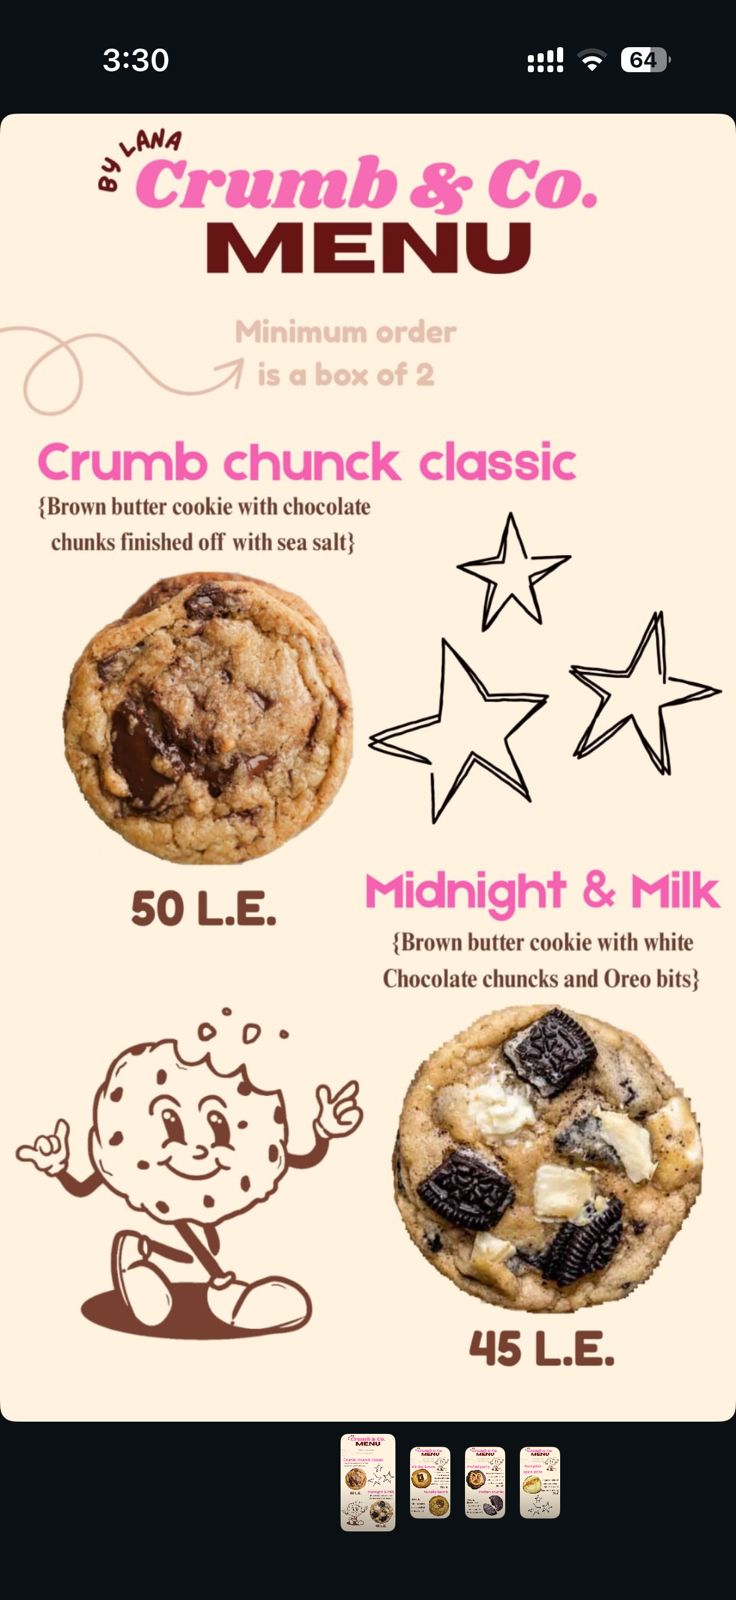 3:30
64
BY LANA
Crumb & Co.
MENU
Minimum order
is a box of 2
Crumb chunck classic
{Brown butter cookie with chocolate
chunks finished off with sea salt}
50 L.E.
Midnight & Milk
{Brown butter cookie with white
Chocolate chuncks and Oreo bits}
45 L.E.